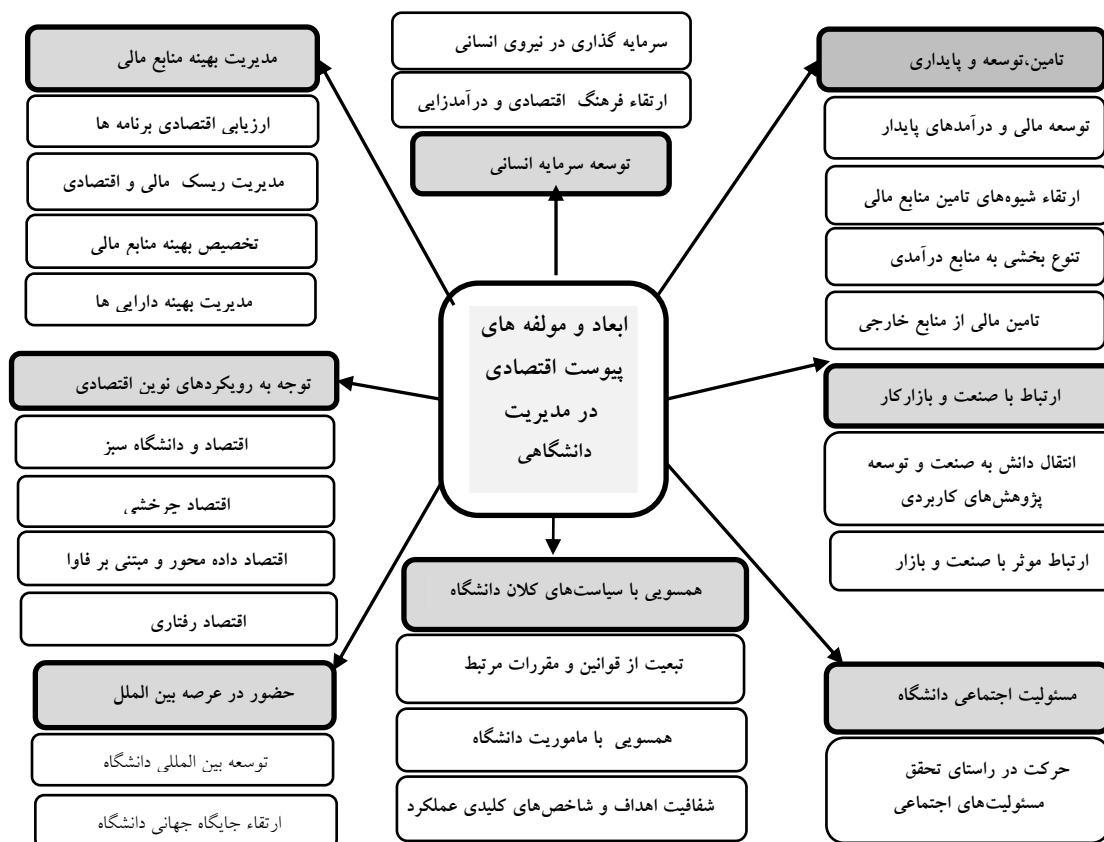 تامین،توسعه و پایداری
توسعه مالی و درآمدهای پایدار
ارتقاء شیوه‌های تامین منابع مالی
تنوع بخشی به منابع درآمدی
تامین مالی از منابع خارجی
ارتباط با صنعت و بازارکار
انتقال دانش به صنعت و توسعه
پژوهش‌های کاربردی
ارتباط موثر با صنعت و بازار
مسئولیت اجتماعی دانشگاه
حرکت در راستای تحقق
مسئولیت‌های اجتماعی
سرمایه گذاری در نیروی انسانی
ارتقاء فرهنگ اقتصادی و درآمدزایی
توسعه سرمایه انسانی
ابعاد و مولفه های
پیوست اقتصادی
در مدیریت
دانشگاهی
همسویی با سیاست‌های کلان دانشگاه
تبعیت از قوانین و مقررات مرتبط
همسویی با ماموریت دانشگاه
شفافیت اهداف و شاخص‌های کلیدی عملکرد
مدیریت بهینه منابع مالی
ارزیابی اقتصادی برنامه ها
مدیریت ریسک مالی و اقتصادی
تخصیص بهینه منابع مالی
مدیریت بهینه دارایی ها
توجه به رویکردهای نوین اقتصادی
اقتصاد و دانشگاه سبز
اقتصاد چرخشی
اقتصاد داده محور و مبتنی بر فاوا
اقتصاد رفتاری
حضور در عرصه بین الملل
توسعه بین المللی دانشگاه
ارتقاء جایگاه جهانی دانشگاه